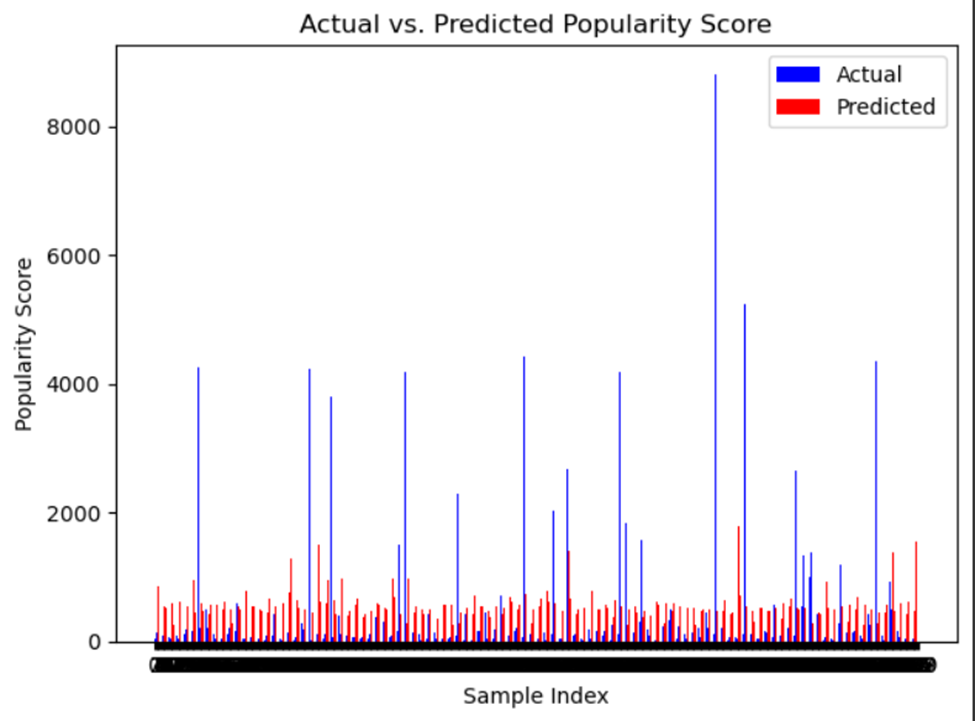 Actual vs. Predicted Popularity Score
Actual
Predicted
8000
6000
4000
2000
0
Popularity Score
Sample Index